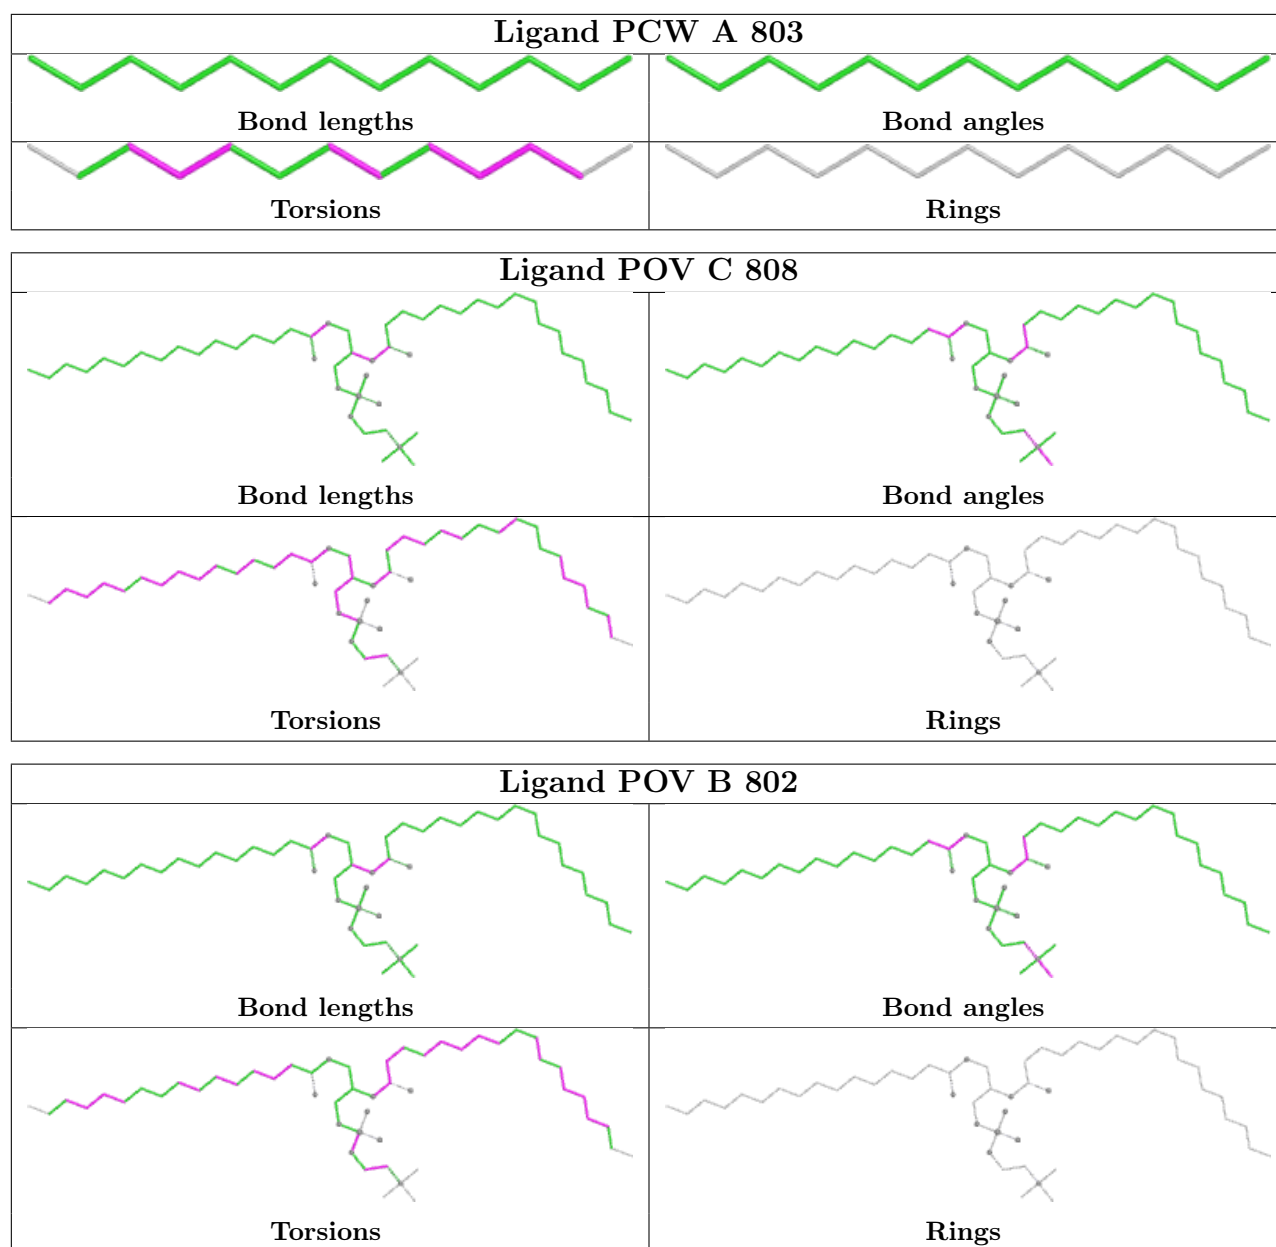 Ligand PCW A 803
Bond lengths
Bond angles
Torsions
Rings
Ligand POV C 808
Bond lengths
Bond angles
Torsions
Rings
Ligand POV B 802
Bond lengths
Bond angles
Torsions
Rings